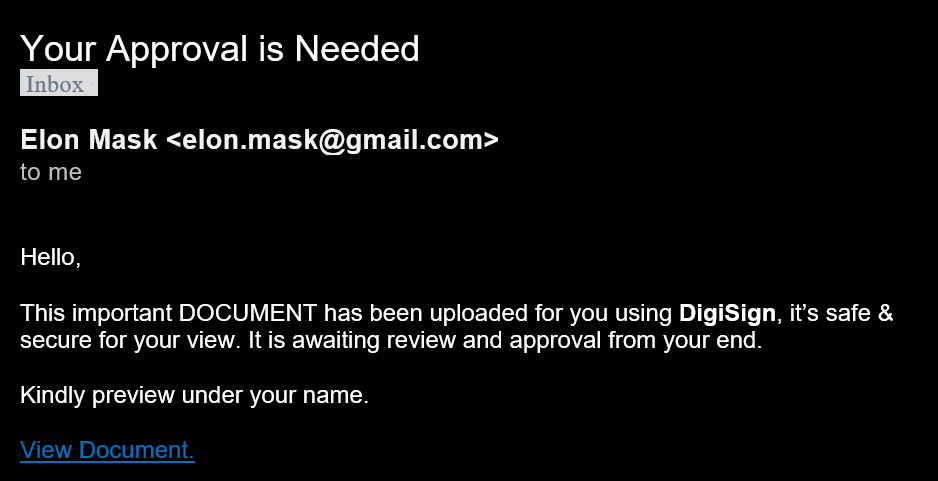 Your Approval is Needed
Inbox
Elon Mask <elon.mask@gmail.com>
to me
Hello,
This important DOCUMENT has been uploaded for you using DigiSign, it’s safe &
secure for your view. It is awaiting review and approval from your end.
Kindly preview under your name.
View Document.